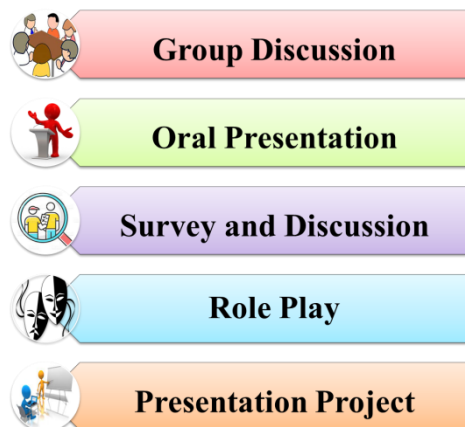 Group Discussion
Oral Presentation
Survey and Discussion
Role Play
Presentation Project